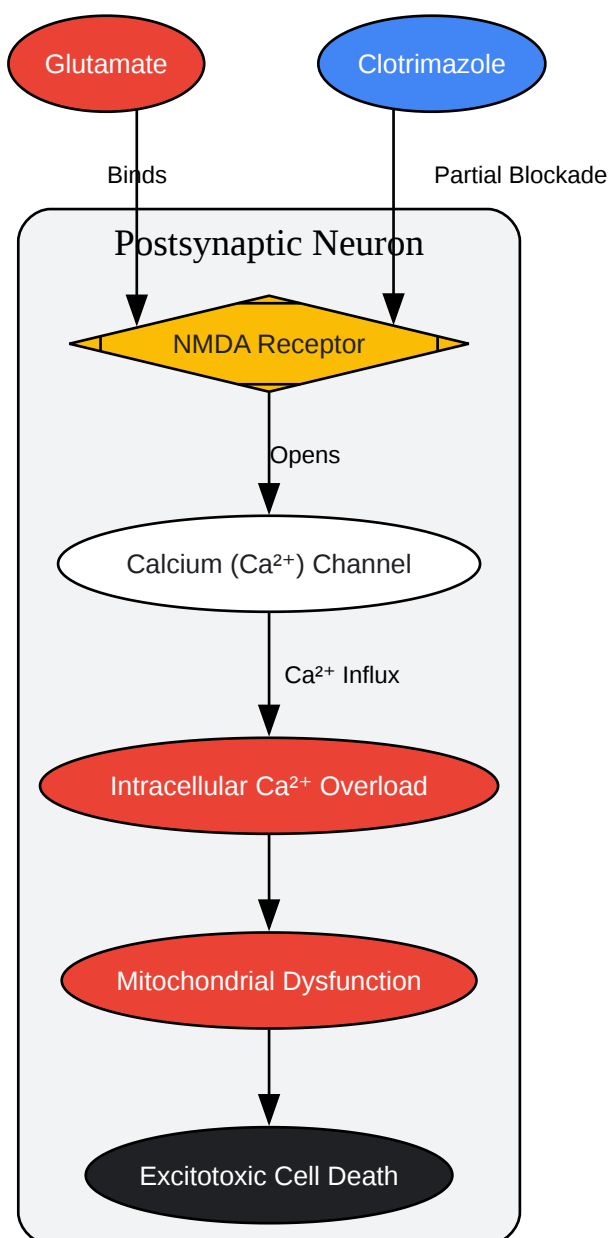 Glutamate
Clotrimazole
Binds
Partial Blockade
Postsynaptic Neuron
NMDA Receptor
Opens
Calcium (Ca²⁺) Channel
Ca²⁺ Influx
Intracellular Ca²⁺ Overload
Mitochondrial Dysfunction
Excitotoxic Cell Death